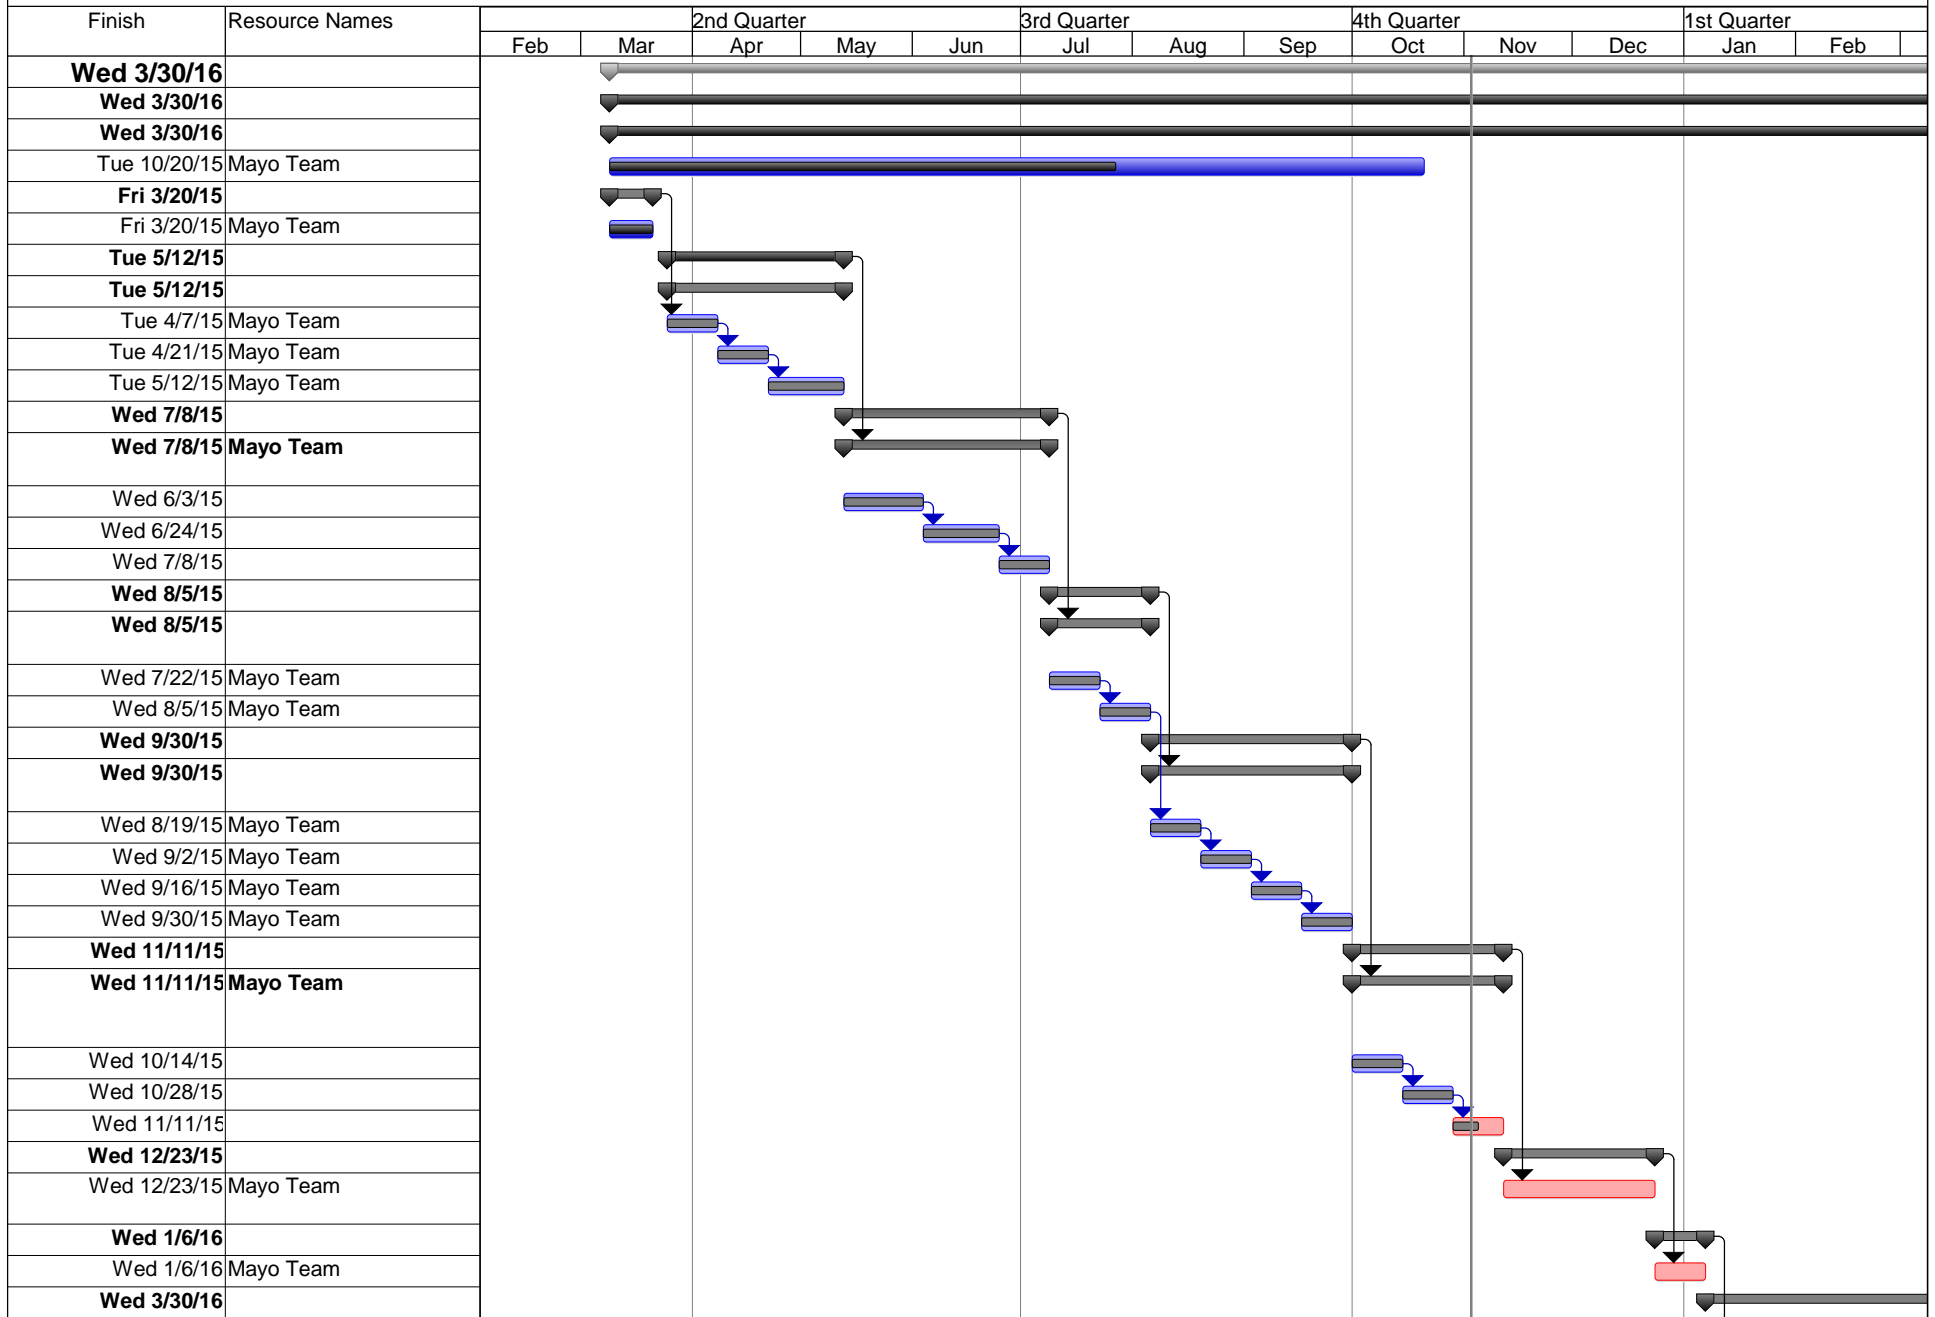 Finish Resource Names 2nd Quarter 3rd Quarter 4th Quarter 1st Quarter
Feb Mar Apr May Jun Jul Aug Sep Oct Nov Dec Jan Feb
Wed 3/30/16
Wed 3/30/16
Wed 3/30/16
Tue 10/20/15 Mayo Team
Fri 3/20/15
Fri 3/20/15 Mayo Team
Tue 5/12/15
Tue 5/12/15
Tue 4/7/15 Mayo Team
Tue 4/21/15 Mayo Team
Tue 5/12/15 Mayo Team
Wed 7/8/15
Wed 7/8/15 Mayo Team
Wed 6/3/15
Wed 6/24/15
Wed 7/8/15
Wed 8/5/15
Wed 8/5/15
Wed 7/22/15 Mayo Team
Wed 8/5/15 Mayo Team
Wed 9/30/15
Wed 9/30/15
Wed 8/19/15 Mayo Team
Wed 9/2/15 Mayo Team
Wed 9/16/15 Mayo Team
Wed 9/30/15 Mayo Team
Wed 11/11/15
Wed 11/11/15 Mayo Team
Wed 10/14/15
Wed 10/28/15
Wed 11/11/15
Wed 12/23/15
Wed 12/23/15 Mayo Team
Wed 1/6/16
Wed 1/6/16 Mayo Team
Wed 3/30/16